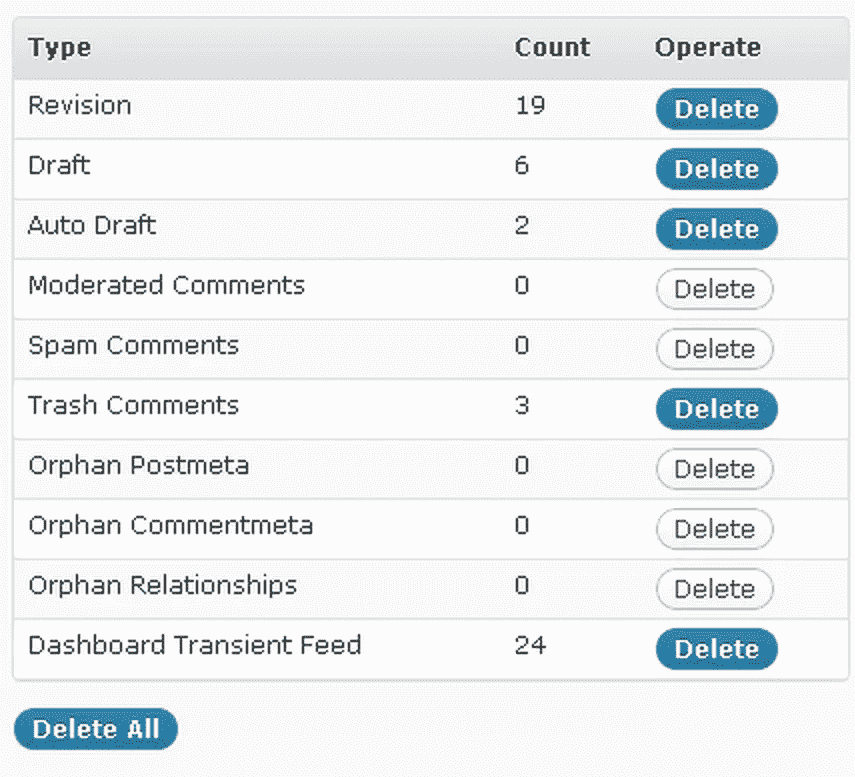 Type Count Operate
Revision 19 Delete
Draft 6 Delete
Auto Draft 2 Delete
Moderated Comments 0 Delete
Spam Comments 0 Delete
Trash Comments 3 Delete
Orphan Postmeta 0 Delete
Orphan Commentmeta 0 Delete
Orphan Relationships 0 Delete
Dashboard Transient Feed 24 Delete
Delete All